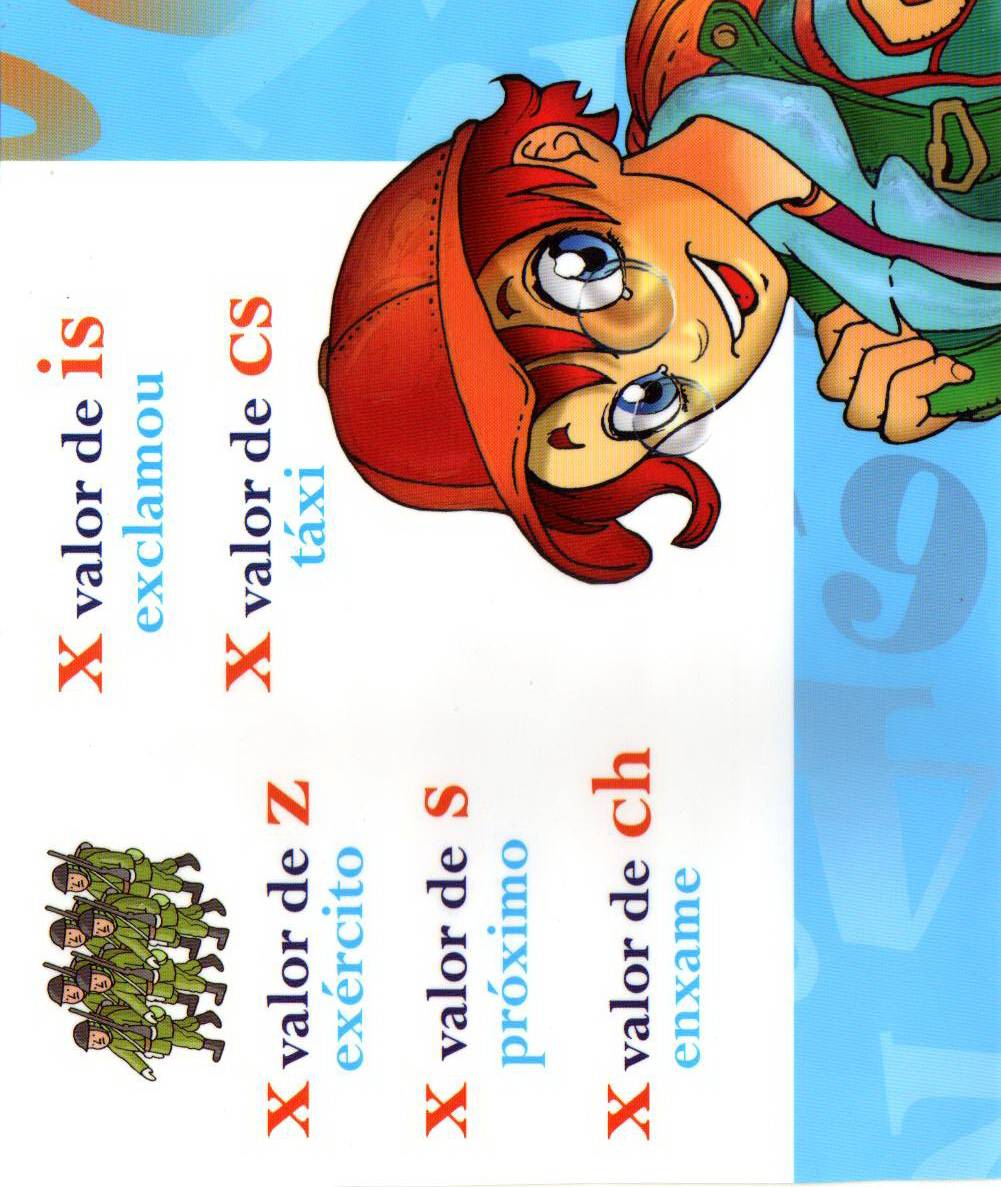 X valor de z
exército
X valor de s
próximo
X valor de ch
enxame
X valor de is
exclamou
X valor de cs
táxi